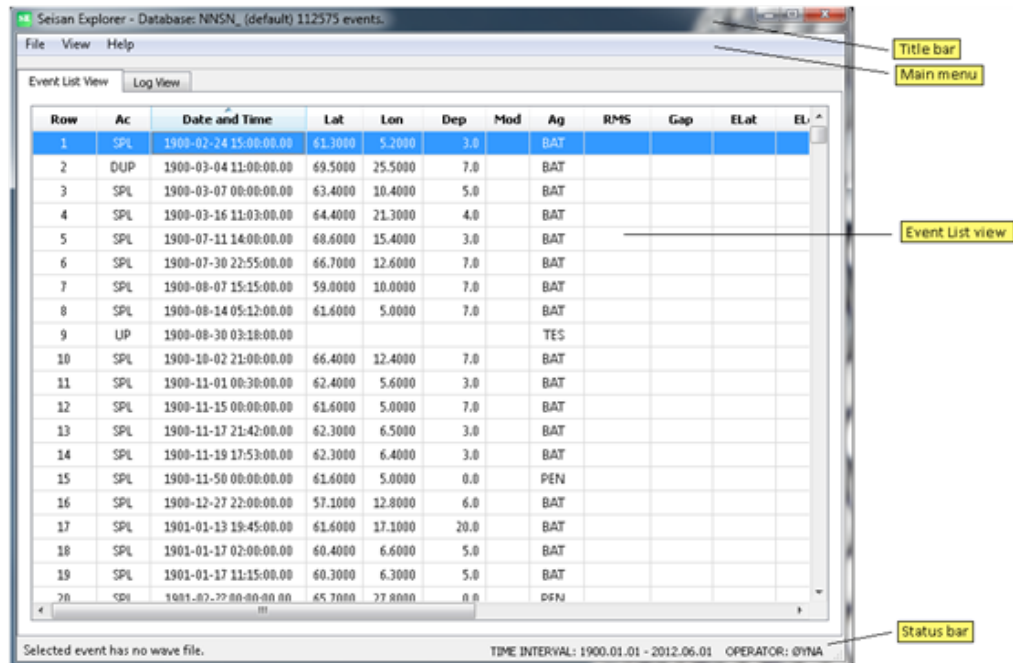 Seisan Explorer - Database: NNSN_ (default) 112575 events.
File View Help
Title bar
Main menu
Event List View Log View
Row Ac Date and Time Lat Lon Dep Mod Ag RMS Gap ELat
1 SPL 1900-02-24 15:00:00.00 61.3000 5.2000 3.0 BAT
2 DUP 1900-03-04 11:00:00.00 69.5000 25.5000 7.0 BAT
3 SPL 1900-03-07 00:00:00.00 63.4000 10.4000 5.0 BAT
4 SPL 1900-03-16 11:03:00.00 64.4000 21.3000 4.0 BAT
5 SPL 1900-07-11 14:00:00.00 68.6000 15.4000 3.0 BAT
Event List view
6 SPL 1900-07-30 22:55:00.00 66.7000 12.6000 7.0 BAT
7 SPL 1900-08-07 15:15:00.00 59.0000 10.0000 7.0 BAT
8 SPL 1900-08-14 05:12:00.00 61.6000 5.0000 7.0 BAT
9 UP 1900-08-30 03:18:00.00 TES
10 SPL 1900-10-02 21:00:00.00 66.4000 12.4000 7.0 BAT
11 SPL 1900-11-01 00:30:00.00 62.4000 5.6000 3.0 BAT
12 SPL 1900-11-15 00:00:00.00 61.6000 5.0000 7.0 BAT
13 SPL 1900-11-17 21:42:00.00 62.3000 6.5000 3.0 BAT
14 SPL 1900-11-19 17:53:00.00 62.3000 6.4000 3.0 BAT
15 SPL 1900-11-50 00:00:00.00 61.6000 5.0000 0.0 PEN
16 SPL 1900-12-27 22:00:00.00 57.1000 12.8000 6.0 BAT
17 SPL 1901-01-13 19:45:00.00 61.6000 17.1000 20.0 BAT
18 SPL 1901-01-17 02:00:00.00 60.4000 6.6000 5.0 BAT
19 SPL 1901-01-17 11:15:00.00 60.3000 6.3000 5.0 BAT
20 SPL 65.7000 27.8000 0.0 PEN
Status bar
Selected event has no wave file. TIME INTERVAL: 1900.01.01 - 2012.06.01 OPERATOR: ØYNA